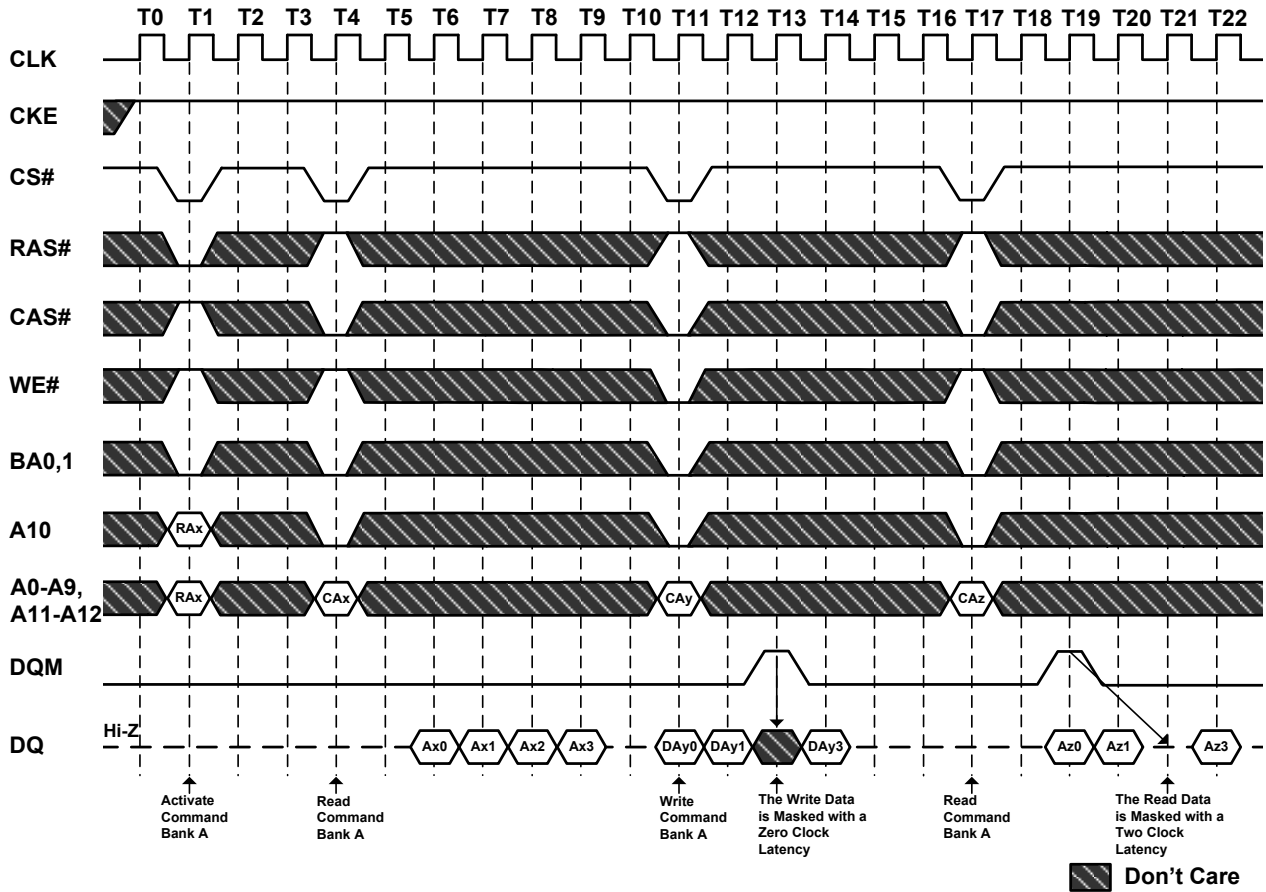 T0 T1 T2 T3 T4 T5 T6 T7 T8 T9 T10 T11 T12 T13 T14 T15 T16 T17 T18 T19 T20 T21 T22
CLK
CKE
CS#
RAS#
CAS#
WE#
BA0,1
A10
RAx
A0-A9,
A11-A12
RAx CAx CAy CAz
DQM
Hi-Z
DQ
Ax0 Ax1 Ax2 Ax3 DAy0 DAy1 DAy3 Az0 Az1 Az3
Activate
Command
Bank A
Read
Command
Bank A
Write
Command
Bank A
The Write Data
is Masked with a
Zero Clock
Latency
Read
Command
Bank A
The Read Data
is Masked with a
Two Clock
Latency
Don't Care